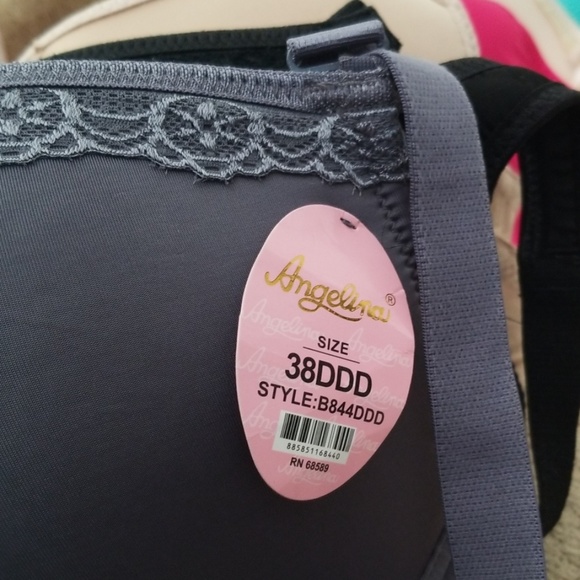 Angelina®
SIZE
38DDD
STYLE:B844DDD
885851168440
RN 68589